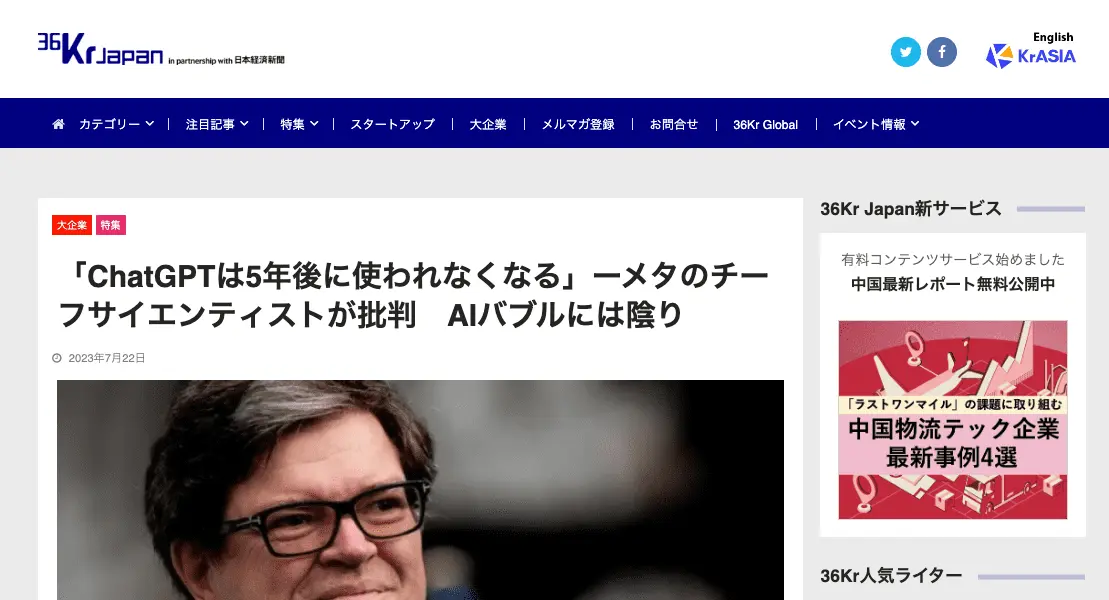 36Kr Japan in partnership with 日本経済新聞
English
KrASIA
カテゴリー 注目記事 特集 スタートアップ 大企業 メルマガ登録 お問合せ 36Kr Global イベント情報
大企業 特集
「ChatGPTは5年後に使われなくなる」ーメタのチー
フサイエンティストが批判　AIバブルには陰り
2023年7月22日
36Kr Japan新サービス
有料コンテンツサービス始めました
中国最新レポート無料公開中
「ラストワンマイル」の課題に取り組む
中国物流テック企業
最新事例4選
36Kr人気ライター